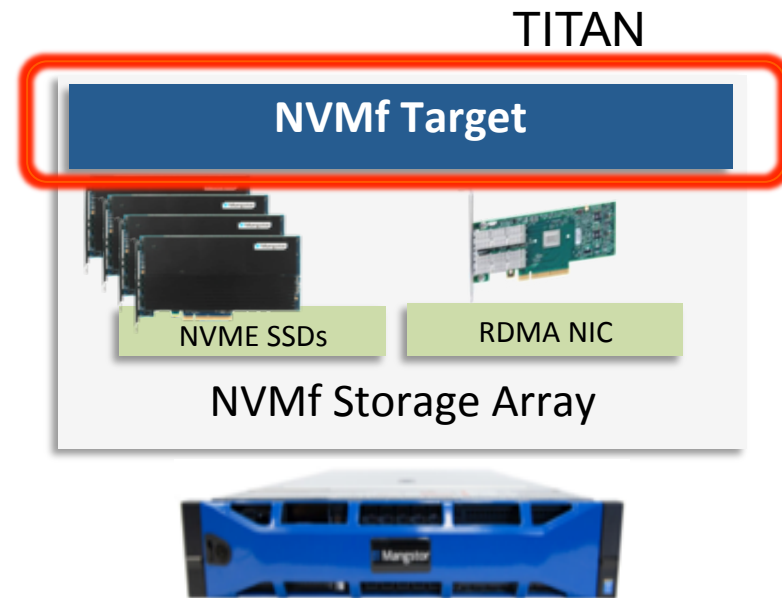 TITAN
NVMf Target
NVME SSDs
RDMA NIC
NVMf Storage Array
Mangstor